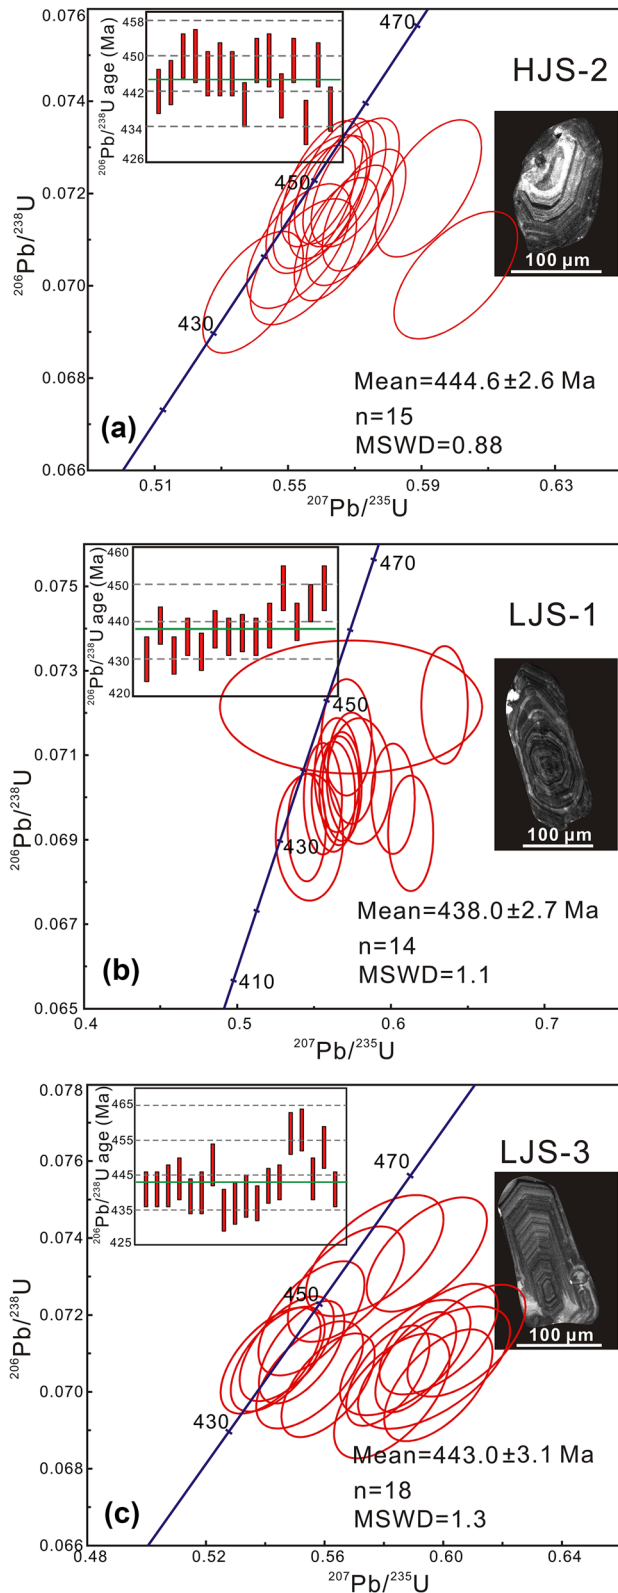 0.076
0.074
0.072
0.070
0.068
0.066
206Pb/238U
458
450
442
434
426
206Pb/238U age (Ma)
470
450
430
HJS-2
100 µm
Mean=444.6±2.6 Ma
n=15
MSWD=0.88
(a)
0.51
0.55
0.59
0.63
207Pb/235U
0.075
0.073
0.071
0.069
0.067
0.065
206Pb/238U
460
450
440
430
420
206Pb/238U age (Ma)
470
450
430
410
LJS-1
100 µm
Mean=438.0±2.7 Ma
n=14
MSWD=1.1
(b)
0.4
0.5
0.6
0.7
207Pb/235U
0.078
0.076
0.074
0.072
0.070
0.068
0.066
206Pb/238U
465
455
445
435
425
206Pb/238U age (Ma)
470
450
430
LJS-3
100 µm
Mean=443.0±3.1 Ma
n=18
MSWD=1.3
(c)
0.48
0.52
0.56
0.60
0.64
207Pb/235U